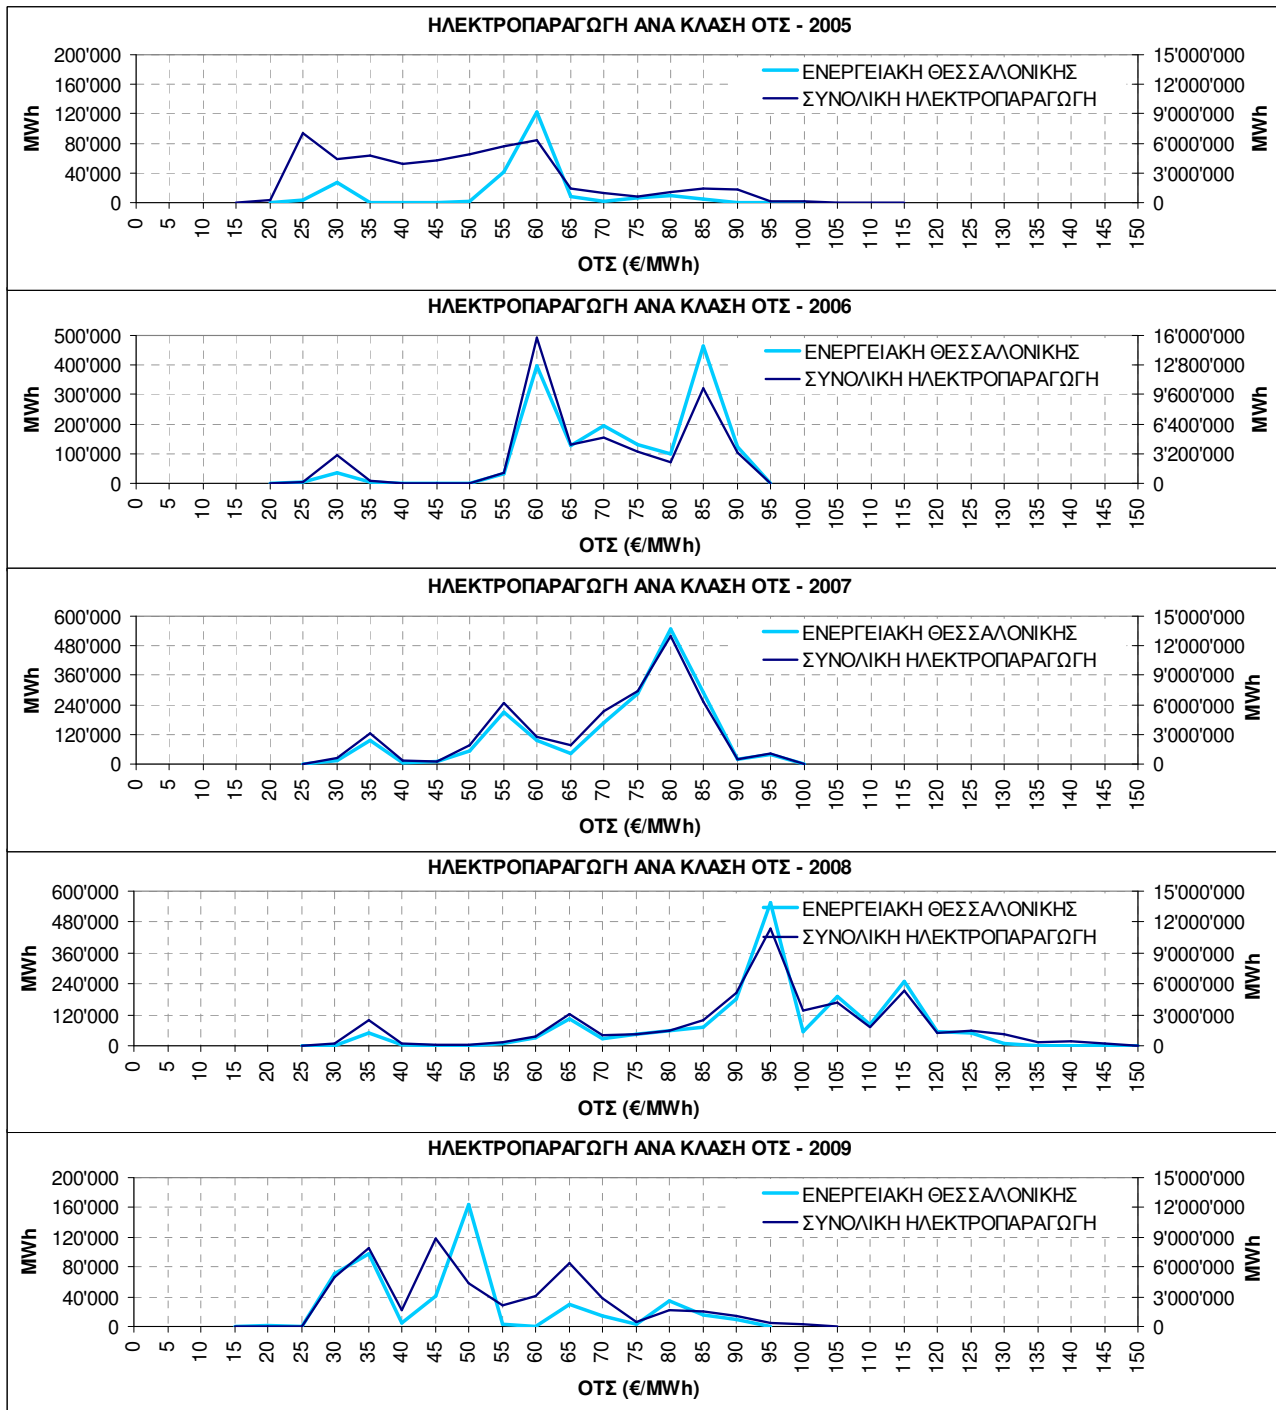 ΗΛΕΚΤΡΟΠΑΡΑΓΩΓΗ ΑΝΑ ΚΛΑΣΗ ΟΤΣ - 2005
200'000 15'000'000
160'000 ΕΝΕΡΓΕΙΑΚΗ ΘΕΣΣΑΛΟΝΙΚΗΣ 12'000'000
120'000 ΣΥΝΟΛΙΚΗ ΗΛΕΚΤΡΟΠΑΡΑΓΩΓΗ 9'000'000
MWh MWh
80'000 6'000'000
40'000 3'000'000
0 0
0 5 10 15 20 25 30 35 40 45 50 55 60 65 70 75 80 85 90 95 100 105 110 115 120 125 130 135 140 145 150
ΟΤΣ (€/MWh)
ΗΛΕΚΤΡΟΠΑΡΑΓΩΓΗ ΑΝΑ ΚΛΑΣΗ ΟΤΣ - 2006
500'000 16'000'000
400'000 ΕΝΕΡΓΕΙΑΚΗ ΘΕΣΣΑΛΟΝΙΚΗΣ 12'800'000
300'000 ΣΥΝΟΛΙΚΗ ΗΛΕΚΤΡΟΠΑΡΑΓΩΓΗ 9'600'000
MWh MWh
200'000 6'400'000
100'000 3'200'000
0 0
0 5 10 15 20 25 30 35 40 45 50 55 60 65 70 75 80 85 90 95 100 105 110 115 120 125 130 135 140 145 150
ΟΤΣ (€/MWh)
ΗΛΕΚΤΡΟΠΑΡΑΓΩΓΗ ΑΝΑ ΚΛΑΣΗ ΟΤΣ - 2007
600'000 15'000'000
480'000 ΕΝΕΡΓΕΙΑΚΗ ΘΕΣΣΑΛΟΝΙΚΗΣ 12'000'000
360'000 ΣΥΝΟΛΙΚΗ ΗΛΕΚΤΡΟΠΑΡΑΓΩΓΗ 9'000'000
MWh MWh
240'000 6'000'000
120'000 3'000'000
0 0
0 5 10 15 20 25 30 35 40 45 50 55 60 65 70 75 80 85 90 95 100 105 110 115 120 125 130 135 140 145 150
ΟΤΣ (€/MWh)
ΗΛΕΚΤΡΟΠΑΡΑΓΩΓΗ ΑΝΑ ΚΛΑΣΗ ΟΤΣ - 2008
600'000 15'000'000
480'000 ΕΝΕΡΓΕΙΑΚΗ ΘΕΣΣΑΛΟΝΙΚΗΣ 12'000'000
360'000 ΣΥΝΟΛΙΚΗ ΗΛΕΚΤΡΟΠΑΡΑΓΩΓΗ 9'000'000
MWh MWh
240'000 6'000'000
120'000 3'000'000
0 0
0 5 10 15 20 25 30 35 40 45 50 55 60 65 70 75 80 85 90 95 100 105 110 115 120 125 130 135 140 145 150
ΟΤΣ (€/MWh)
ΗΛΕΚΤΡΟΠΑΡΑΓΩΓΗ ΑΝΑ ΚΛΑΣΗ ΟΤΣ - 2009
200'000 15'000'000
160'000 ΕΝΕΡΓΕΙΑΚΗ ΘΕΣΣΑΛΟΝΙΚΗΣ 12'000'000
120'000 ΣΥΝΟΛΙΚΗ ΗΛΕΚΤΡΟΠΑΡΑΓΩΓΗ 9'000'000
MWh MWh
80'000 6'000'000
40'000 3'000'000
0 0
0 5 10 15 20 25 30 35 40 45 50 55 60 65 70 75 80 85 90 95 100 105 110 115 120 125 130 135 140 145 150
ΟΤΣ (€/MWh)